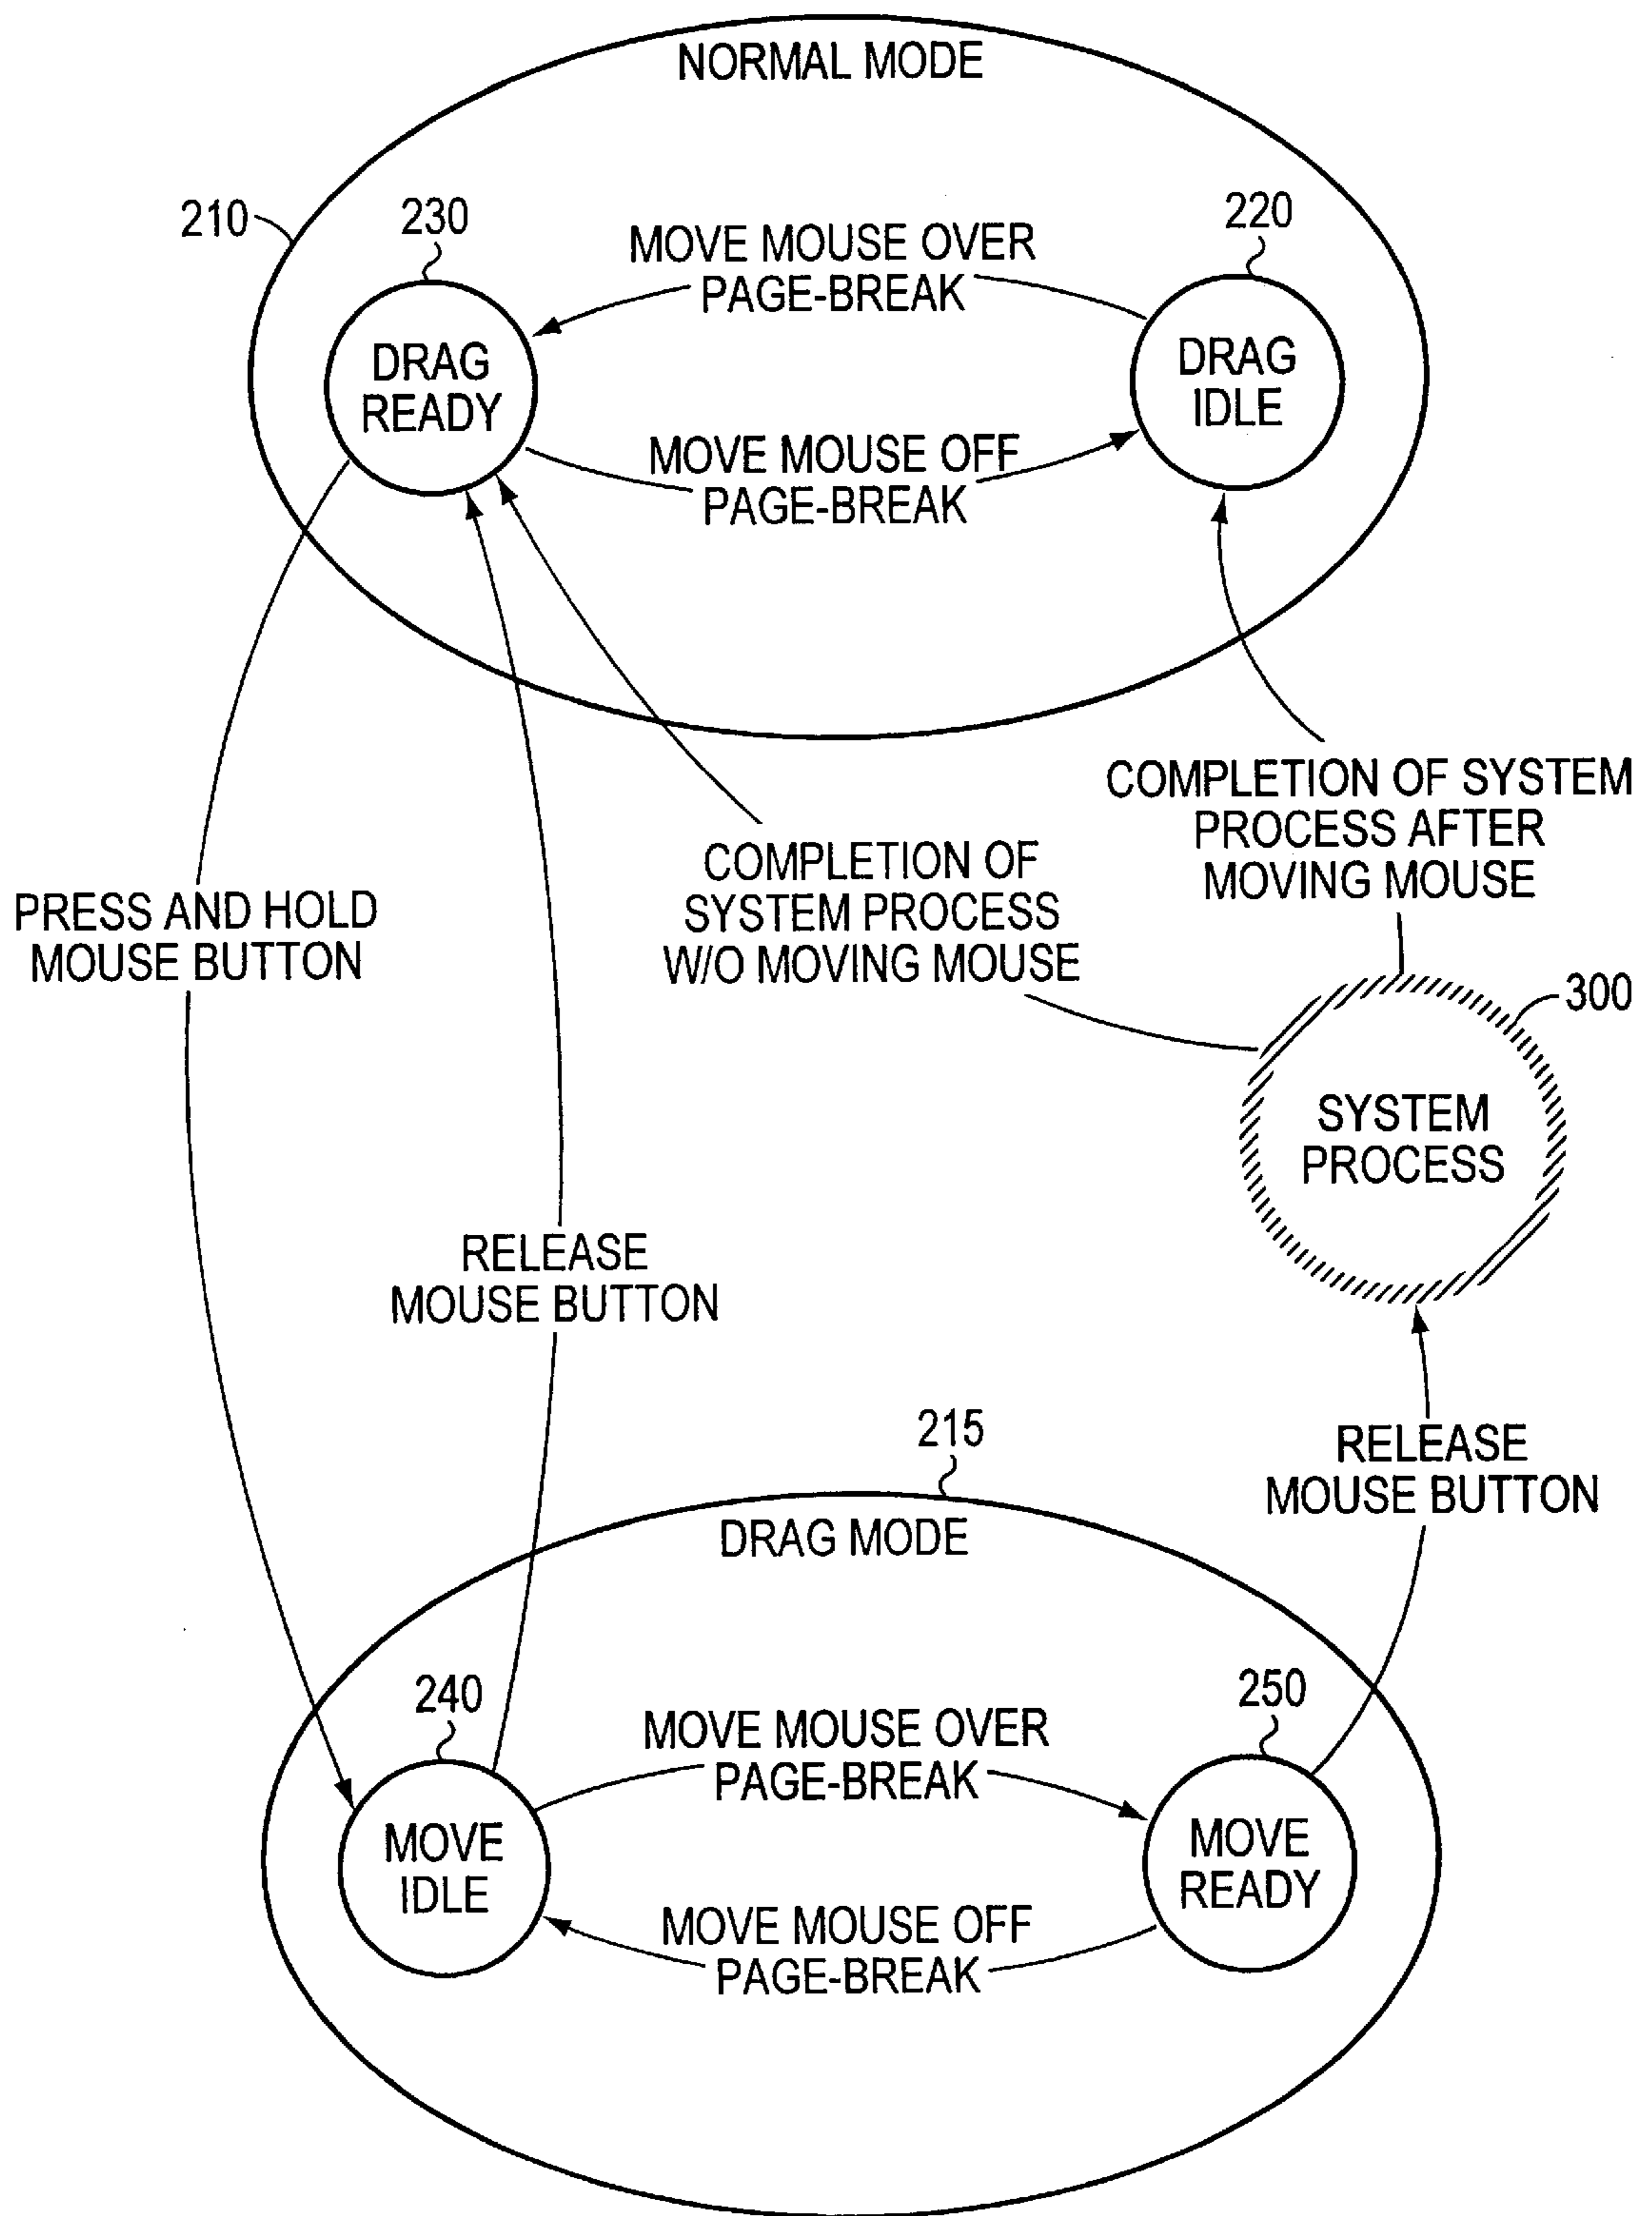 NORMAL MODE
210
230
220
MOVE MOUSE OVER
PAGE-BREAK
DRAG
READY
DRAG
IDLE
MOVE MOUSE OFF
PAGE-BREAK
COMPLETION OF SYSTEM
PROCESS AFTER
MOVING MOUSE
COMPLETION OF
SYSTEM PROCESS
W/O MOVING MOUSE
PRESS AND HOLD
MOUSE BUTTON
300
SYSTEM
PROCESS
RELEASE
MOUSE BUTTON
215
RELEASE
MOUSE BUTTON
DRAG MODE
240
250
MOVE MOUSE OVER
PAGE-BREAK
MOVE
IDLE
MOVE
READY
MOVE MOUSE OFF
PAGE-BREAK